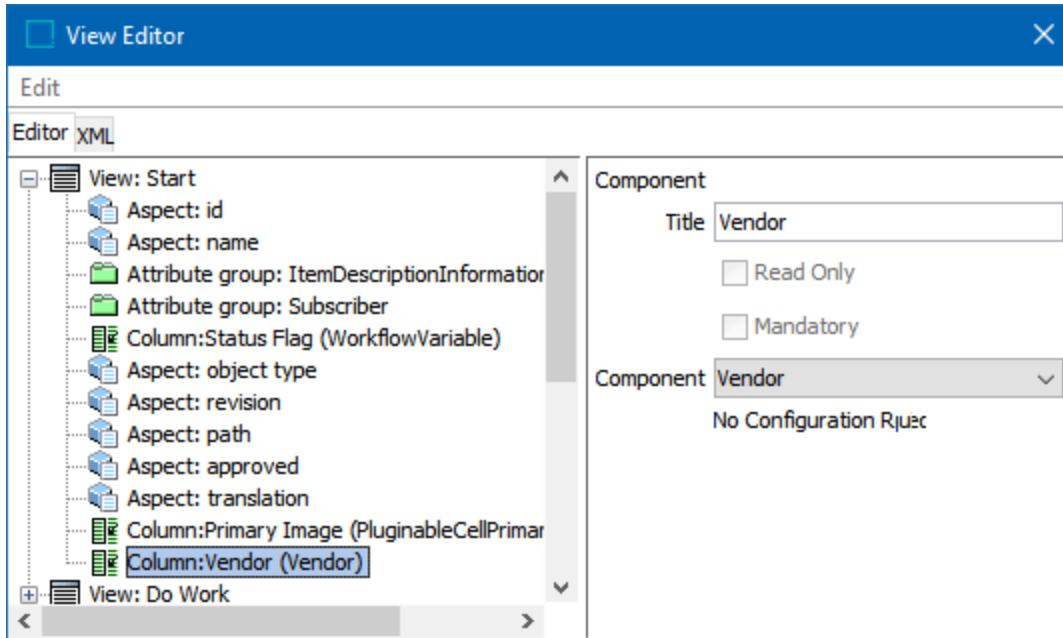 View Editor
Edit
Editor XML
View: Start
Aspect: id
Aspect: name
Attribute group: ItemDescriptionInformation
Attribute group: Subscriber
Column:Status Flag (WorkflowVariable)
Aspect: object type
Aspect: revision
Aspect: path
Aspect: approved
Aspect: translation
Column:Primary Image (PluginableCellPrimar
Column:Vendor (Vendor)
View: Do Work
Component
Title Vendor
Read Only
Mandatory
Component Vendor
No Configuration